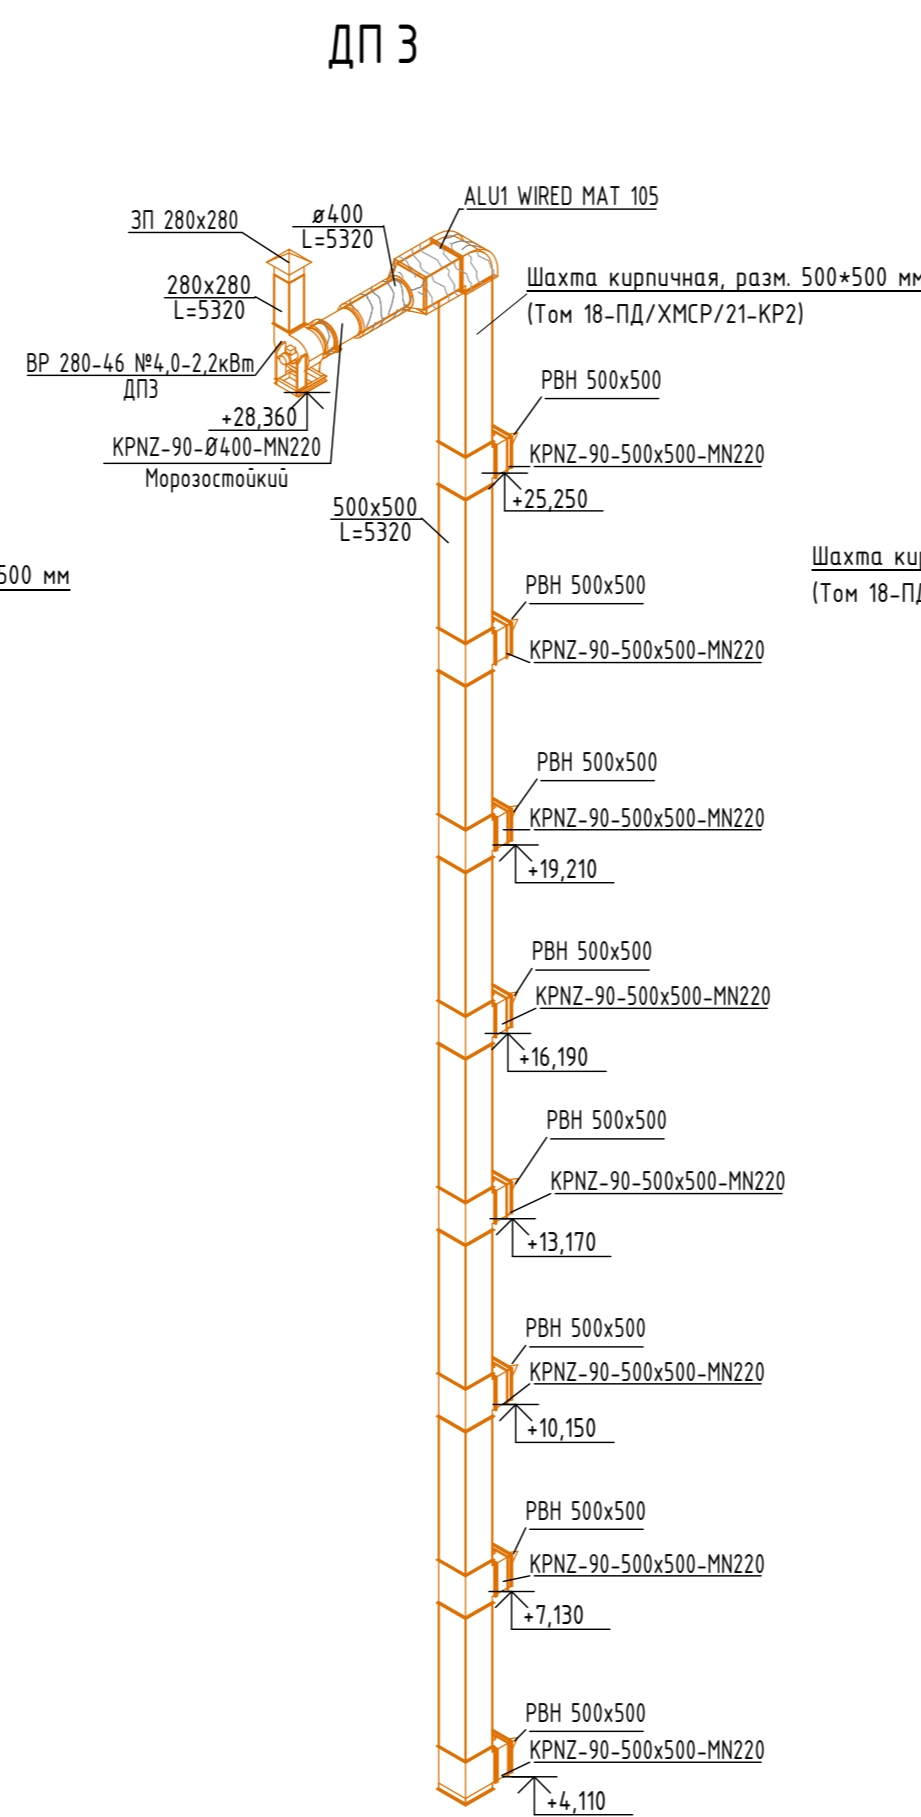 ДП 3
ALU1 WIRED MAT 105
ЗП 280х280
ø400
L=5320
280х280
L=5320
Шахта кирпичная, разм. 500*500 мм
(Том 18-ПД/ХМСР/21-КР2)
ВР 280-46 №4,0-2,2кВт
ДП3
+28,360
KPNZ-90-Ø400-MN220
Морозостойкий
РВН 500х500
KPNZ-90-500x500-MN220
+25,250
500х500
L=5320
500 мм
Шахта кир
(Том 18-ПД
РВН 500х500
KPNZ-90-500x500-MN220
РВН 500х500
KPNZ-90-500x500-MN220
+19,210
РВН 500х500
KPNZ-90-500x500-MN220
+16,190
РВН 500х500
KPNZ-90-500x500-MN220
+13,170
РВН 500х500
KPNZ-90-500x500-MN220
+10,150
РВН 500х500
KPNZ-90-500x500-MN220
+7,130
РВН 500х500
KPNZ-90-500x500-MN220
+4,110